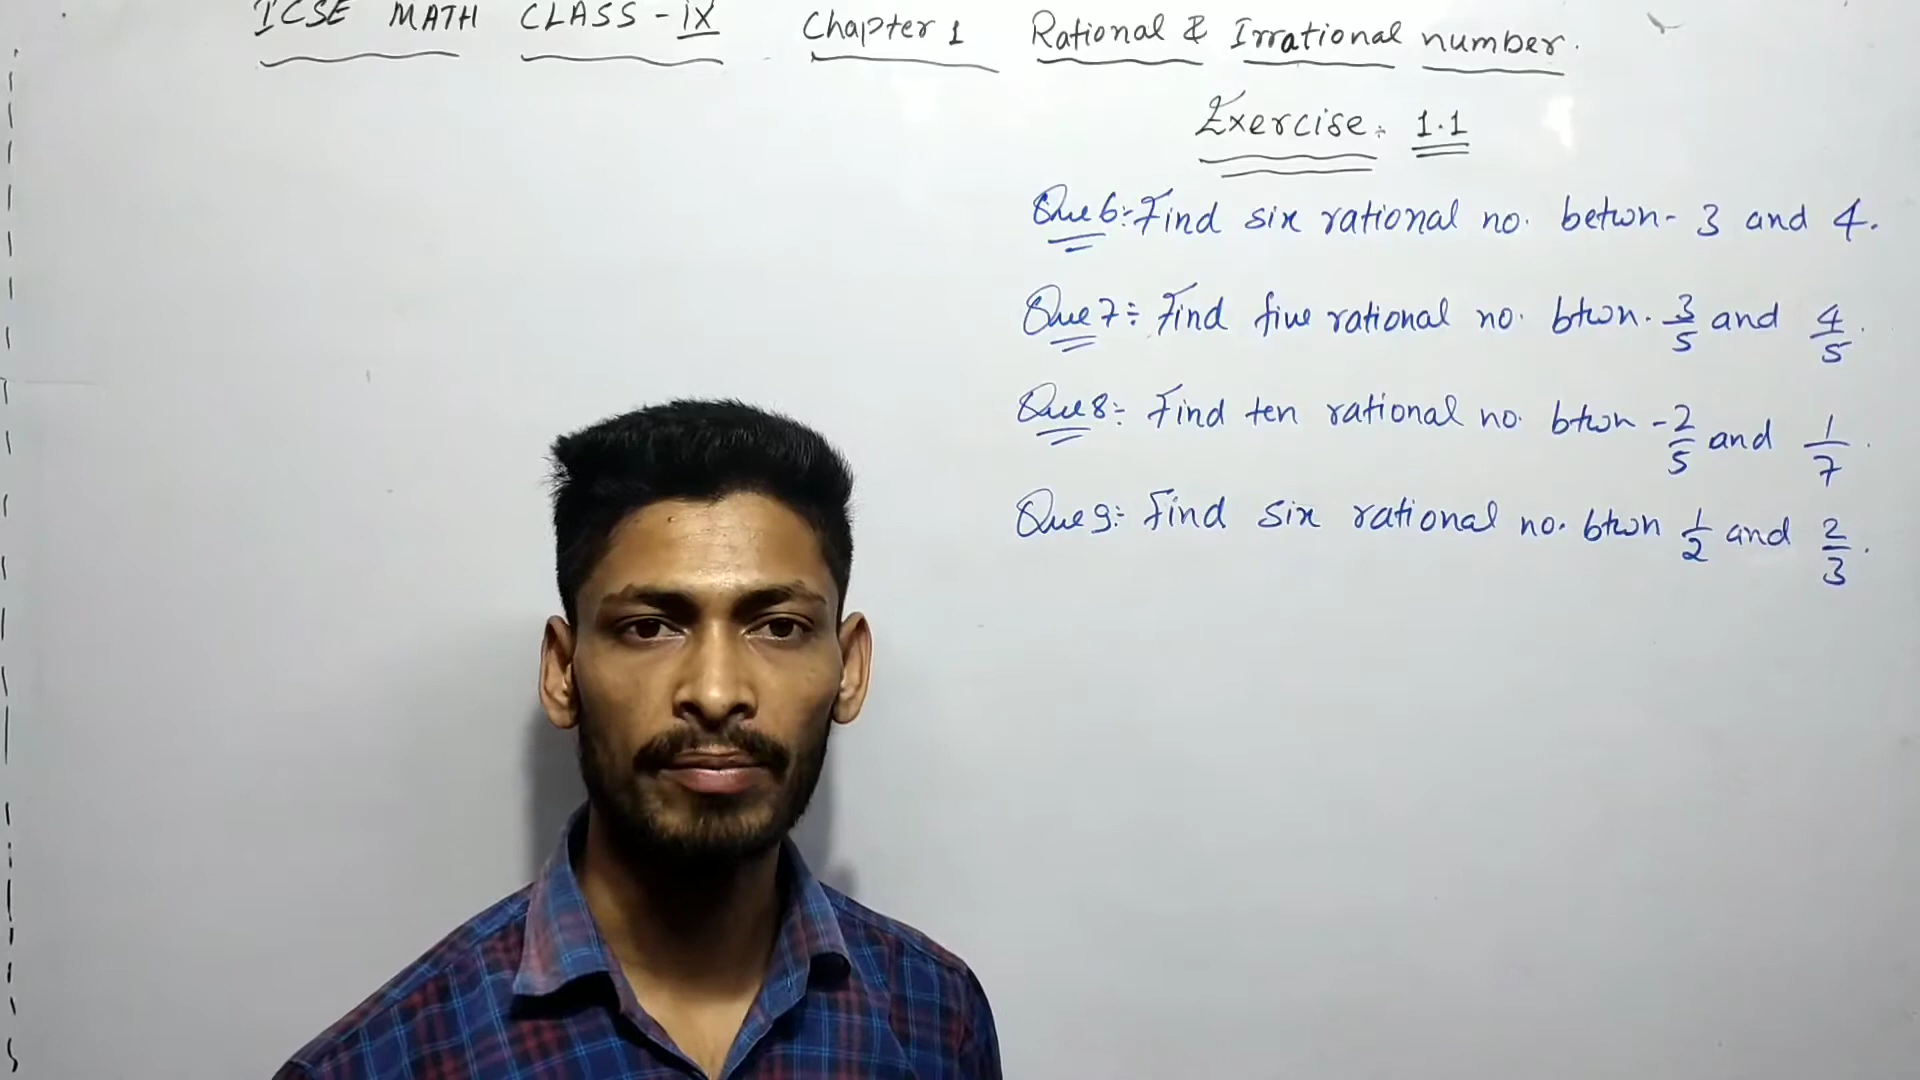 ICSE MATH CLASS - IX Chapter 1 Rational & Irrational number.
Exercise: 1.1
Que 6:- Find six rational no. betwn- 3 and 4.
Que 7:- Find five rational no. btwn. 3/5 and 4/5.
Que 8:- Find ten rational no. btwn -2/5 and 1/7.
Que 9:- Find six rational no. btwn 1/2 and 2/3.